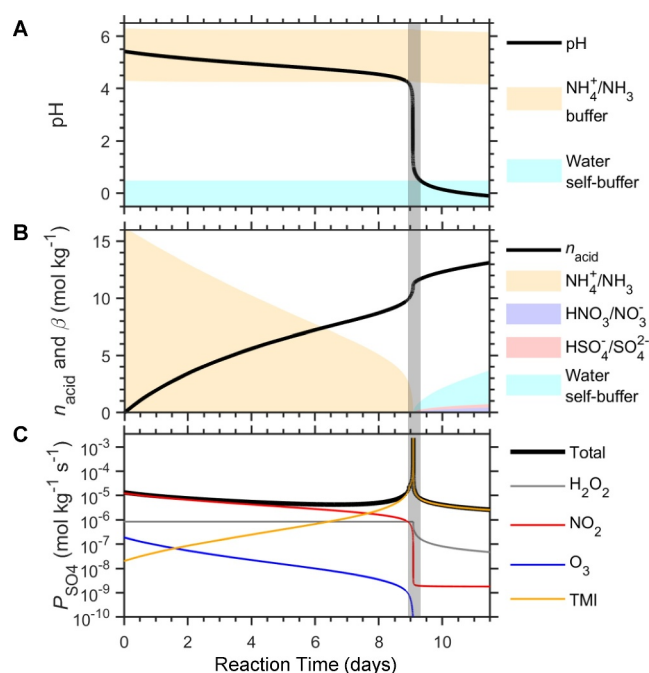 A
6
4
2
0
pH
pH
NH₄⁺/NH₃
buffer
Water
self-buffer
B
15
10
5
0
n_acid and β (mol kg⁻¹)
n_acid
NH₄⁺/NH₃
HNO₃/NO₃⁻
HSO₄⁻/SO₄²⁻
Water
self-buffer
C
10⁻³
10⁻⁴
10⁻⁵
10⁻⁶
10⁻⁷
10⁻⁸
10⁻⁹
10⁻¹⁰
P_SO4 (mol kg⁻¹ s⁻¹)
Total
H₂O₂
NO₂
O₃
TMI
0 2 4 6 8 10
Reaction Time (days)